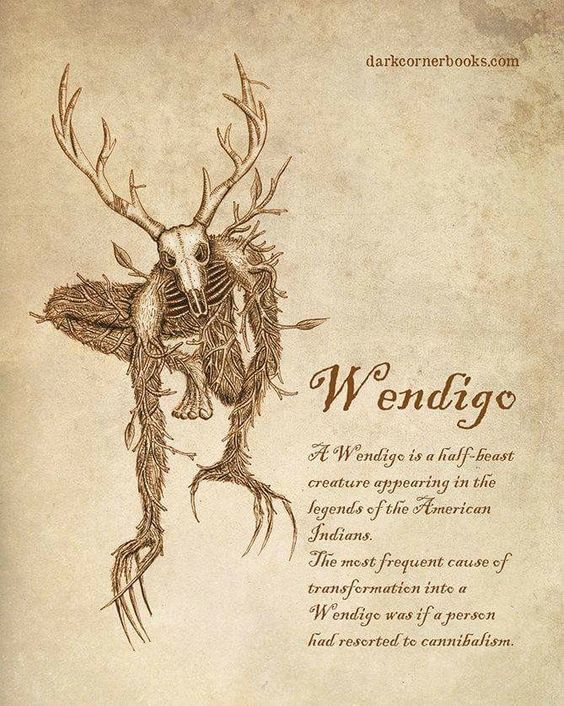 darkcornerbooks.com
Wendigo
A Wendigo is a half-beast
creature appearing in the
legends of the American
Indians.
The most frequent cause of
transformation into a
Wendigo was if a person
had resorted to cannibalism.